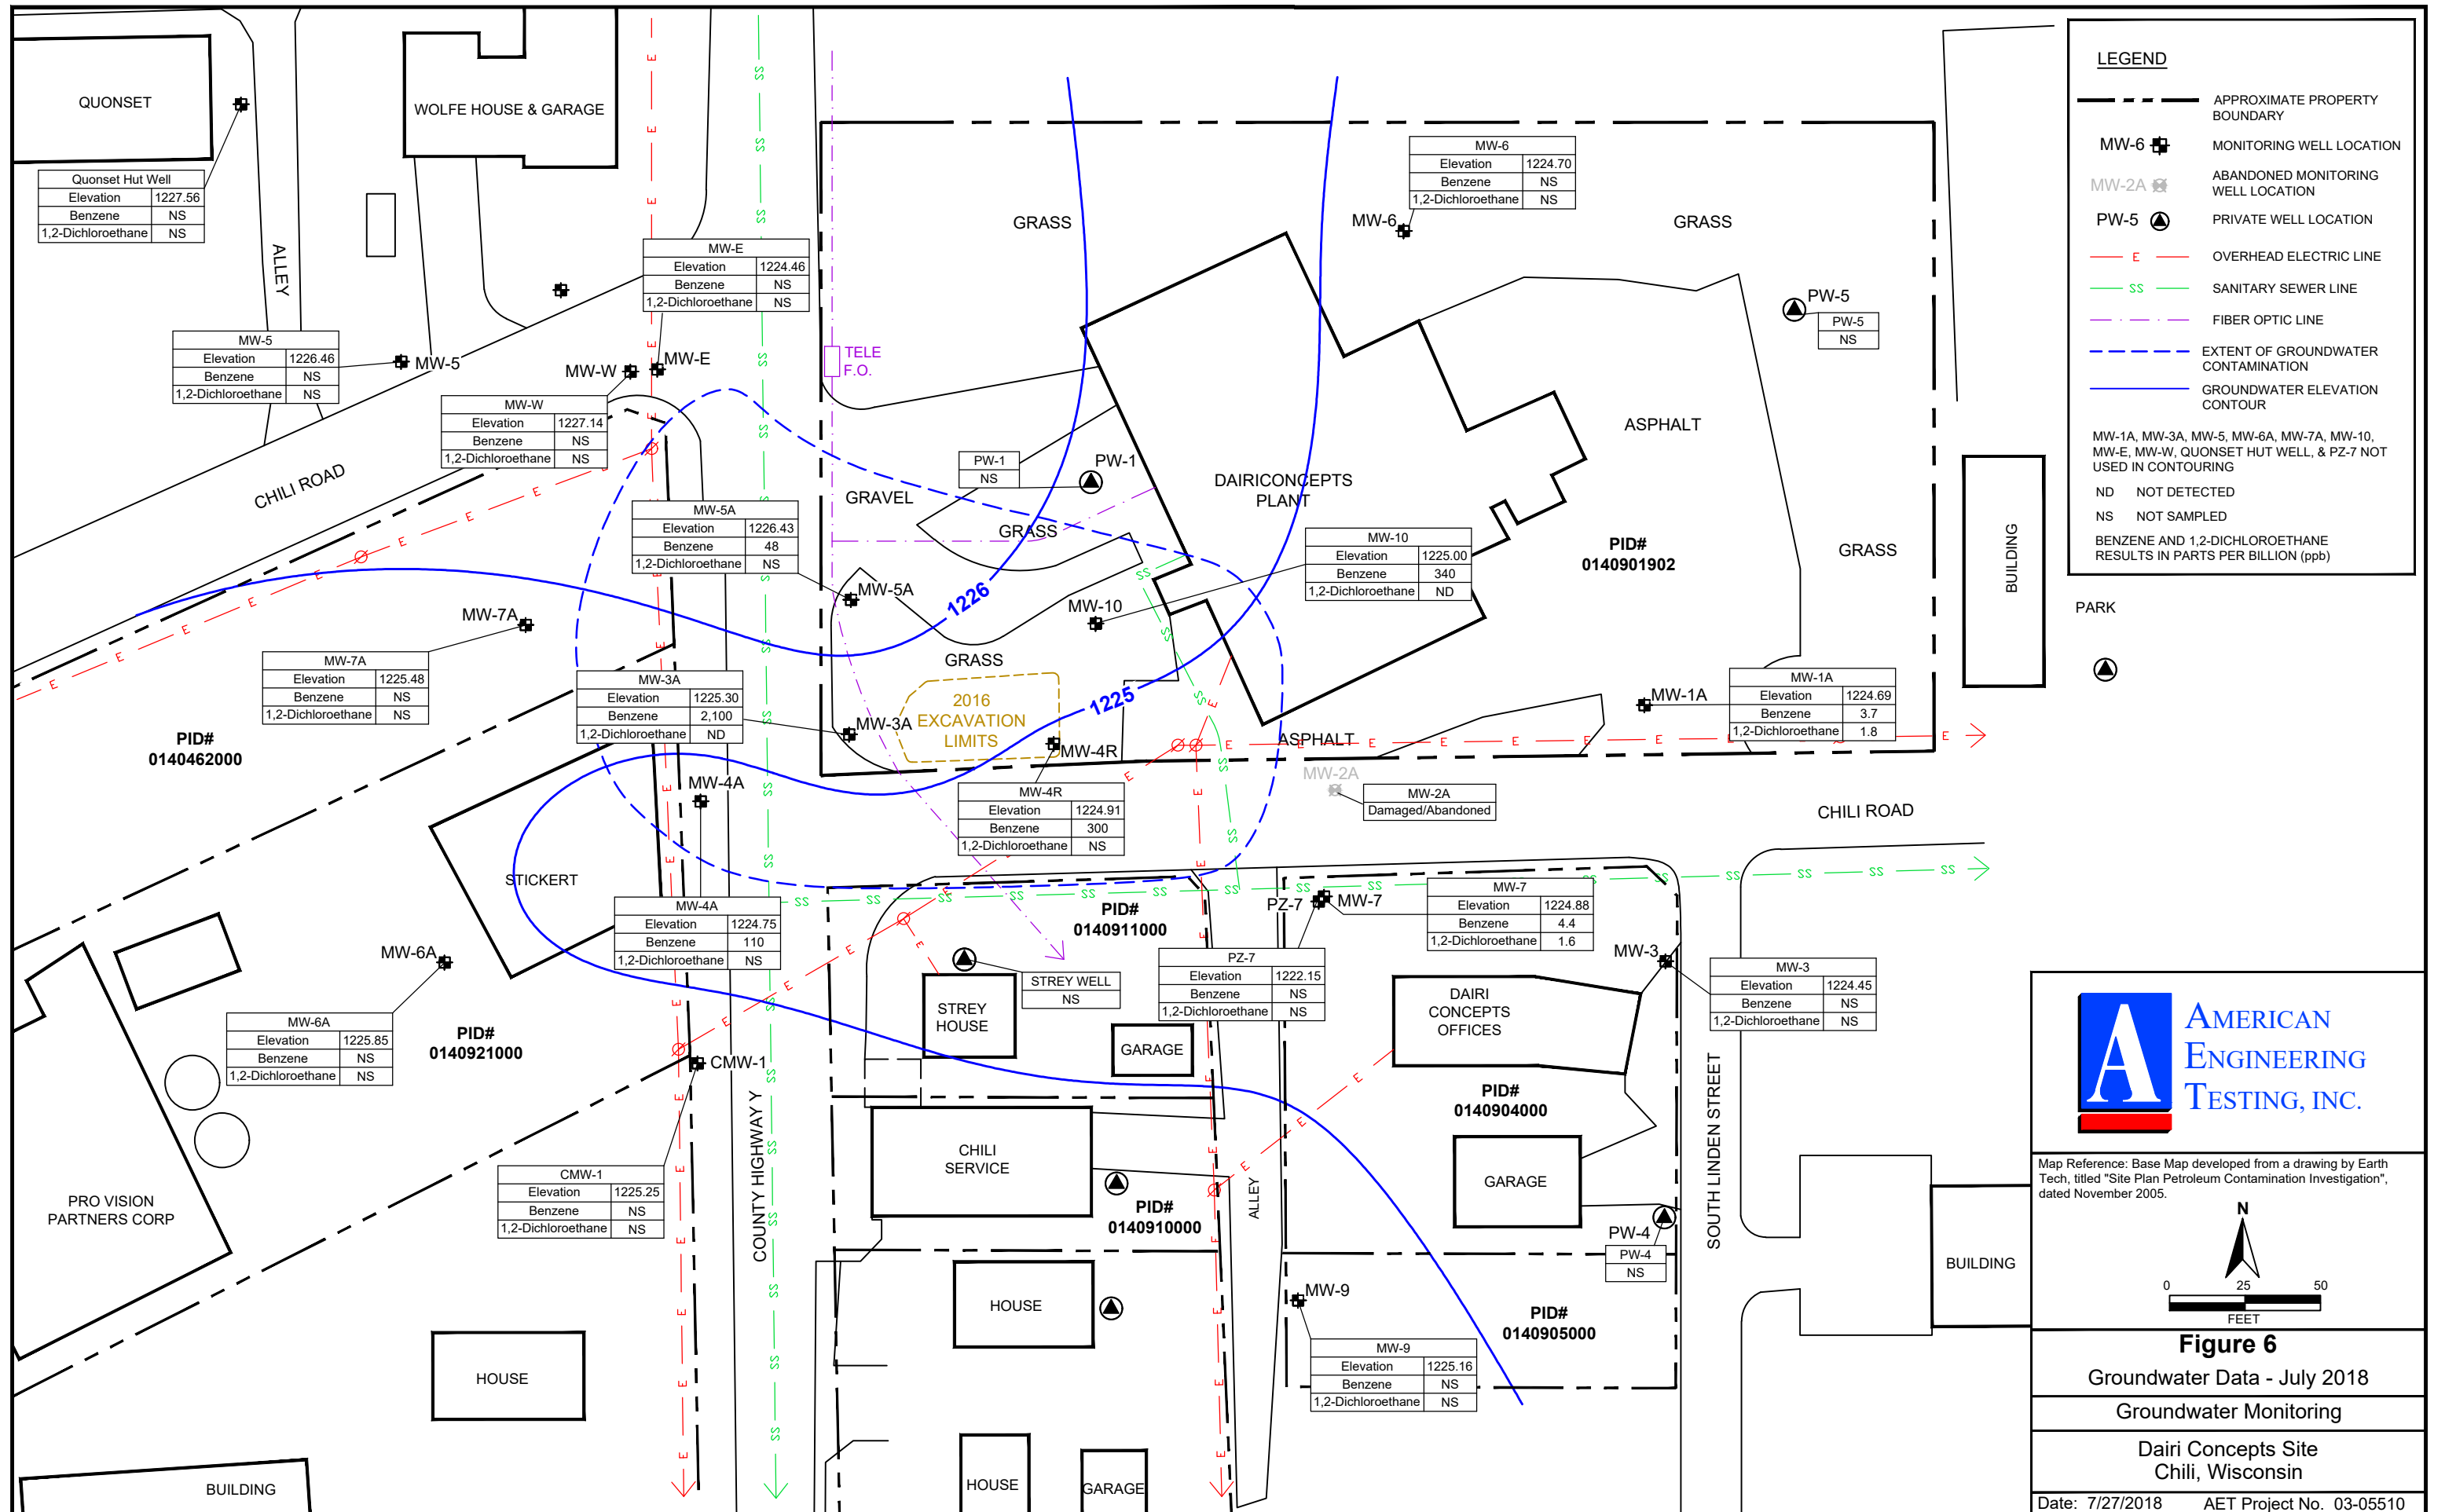 QUONSET
WOLFE HOUSE & GARAGE
Quonset Hut Well
Elevation 1227.56
Benzene NS
1,2-Dichloroethane NS
ALLEY
MW-E
Elevation 1224.46
Benzene NS
1,2-Dichloroethane NS
MW-5
Elevation 1226.46
Benzene NS
1,2-Dichloroethane NS
MW-5
MW-W
MW-E
MW-W
Elevation 1227.14
Benzene NS
1,2-Dichloroethane NS
CHILI ROAD
TELE
F.O.
GRASS
MW-6
Elevation 1224.70
Benzene NS
1,2-Dichloroethane NS
MW-6
GRASS
PW-5
PW-5
NS
ASPHALT
PW-1
NS
PW-1
GRAVEL
GRASS
DAIRICONCEPTS
PLANT
MW-5A
Elevation 1226.43
Benzene 48
1,2-Dichloroethane NS
MW-5A
1226
MW-10
MW-10
Elevation 1225.00
Benzene 340
1,2-Dichloroethane ND
PID#
0140901902
GRASS
BUILDING
PARK
MW-7A
MW-7A
Elevation 1225.48
Benzene NS
1,2-Dichloroethane NS
PID#
0140462000
GRASS
MW-3A
Elevation 1225.30
Benzene 2,100
1,2-Dichloroethane ND
MW-3A
2016
EXCAVATION
LIMITS
1225
MW-4R
MW-4R
Elevation 1224.91
Benzene 300
1,2-Dichloroethane NS
ASPHALT
MW-1A
MW-1A
Elevation 1224.69
Benzene 3.7
1,2-Dichloroethane 1.8
MW-2A
MW-2A
Damaged/Abandoned
CHILI ROAD
MW-4A
STICKERT
MW-4A
Elevation 1224.75
Benzene 110
1,2-Dichloroethane NS
PID#
0140911000
PZ-7
MW-7
MW-7
Elevation 1224.88
Benzene 4.4
1,2-Dichloroethane 1.6
PZ-7
Elevation 1222.15
Benzene NS
1,2-Dichloroethane NS
MW-3
MW-3
Elevation 1224.45
Benzene NS
1,2-Dichloroethane NS
MW-6A
MW-6A
Elevation 1225.85
Benzene NS
1,2-Dichloroethane NS
PID#
0140921000
STREY WELL
NS
STREY
HOUSE
GARAGE
DAIRI
CONCEPTS
OFFICES
CMW-1
CMW-1
Elevation 1225.25
Benzene NS
1,2-Dichloroethane NS
COUNTY HIGHWAY Y
CHILI
SERVICE
PID#
0140910000
ALLEY
PID#
0140904000
GARAGE
SOUTH LINDEN STREET
PW-4
PW-4
NS
PRO VISION
PARTNERS CORP
HOUSE
HOUSE
MW-9
MW-9
Elevation 1225.16
Benzene NS
1,2-Dichloroethane NS
PID#
0140905000
BUILDING
BUILDING
HOUSE
GARAGE
LEGEND
APPROXIMATE PROPERTY
BOUNDARY
MW-6 MONITORING WELL LOCATION
MW-2A ABANDONED MONITORING
WELL LOCATION
PW-5 PRIVATE WELL LOCATION
E OVERHEAD ELECTRIC LINE
SS SANITARY SEWER LINE
FIBER OPTIC LINE
EXTENT OF GROUNDWATER
CONTAMINATION
GROUNDWATER ELEVATION
CONTOUR
MW-1A, MW-3A, MW-5, MW-6A, MW-7A, MW-10,
MW-E, MW-W, QUONSET HUT WELL, & PZ-7 NOT
USED IN CONTOURING
ND NOT DETECTED
NS NOT SAMPLED
BENZENE AND 1,2-DICHLOROETHANE
RESULTS IN PARTS PER BILLION (ppb)
A
AMERICAN
ENGINEERING
TESTING, INC.
Map Reference: Base Map developed from a drawing by Earth
Tech, titled "Site Plan Petroleum Contamination Investigation",
dated November 2005.
N
0 25 50
FEET
Figure 6
Groundwater Data - July 2018
Groundwater Monitoring
Dairi Concepts Site
Chili, Wisconsin
Date: 7/27/2018 AET Project No. 03-05510